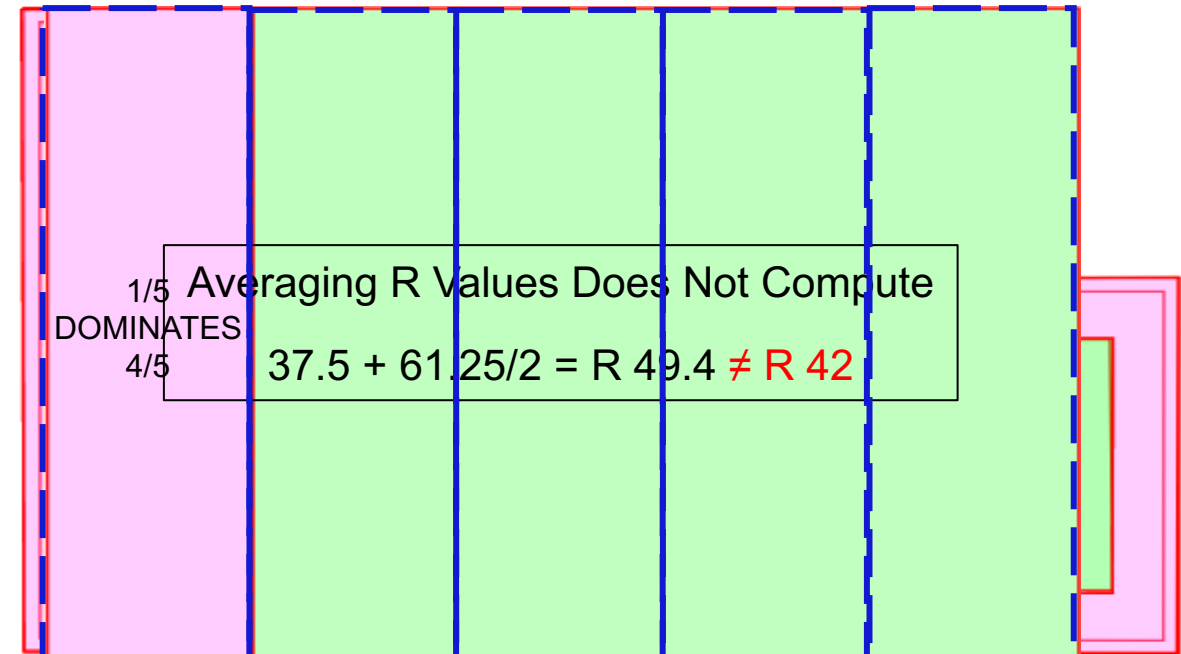 1/5
DOMINATES
4/5
Averaging R Values Does Not Compute
37.5 + 61.25/2 = R 49.4 ≠ R 42